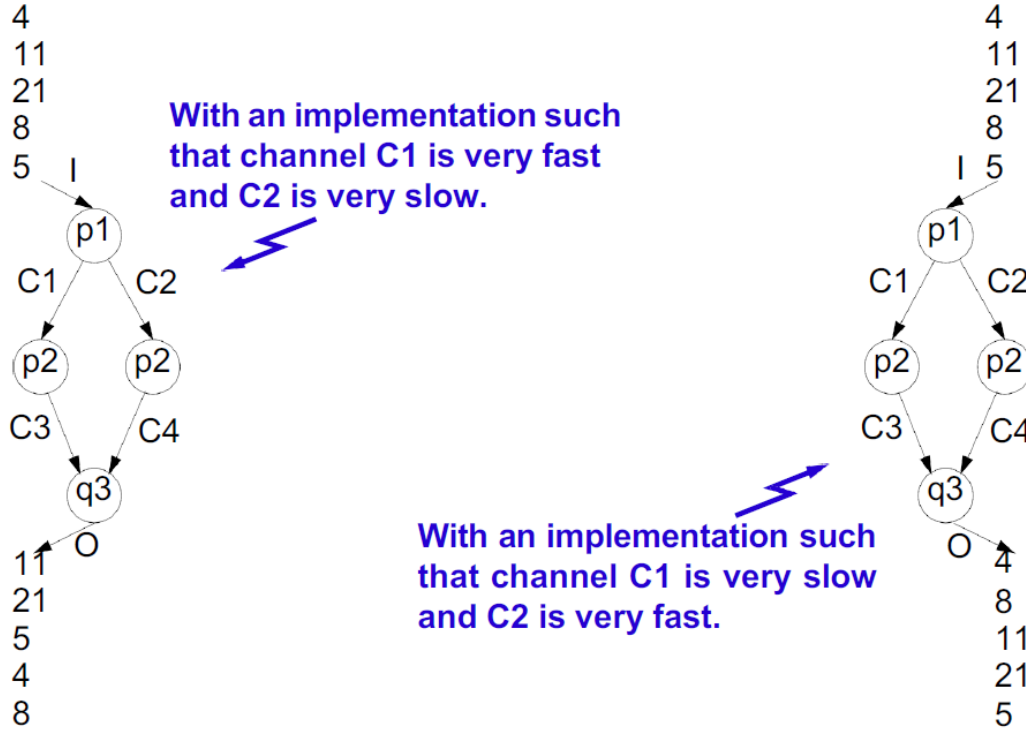 4
11
21
8
5
I
With an implementation such
that channel C1 is very fast
and C2 is very slow.
p1
C1
C2
p2
p2
C3
C4
q3
O
11
21
5
4
8
4
11
21
8
5
I
p1
C1
C2
p2
p2
C3
C4
q3
O
With an implementation such
that channel C1 is very slow
and C2 is very fast.
4
8
11
21
5